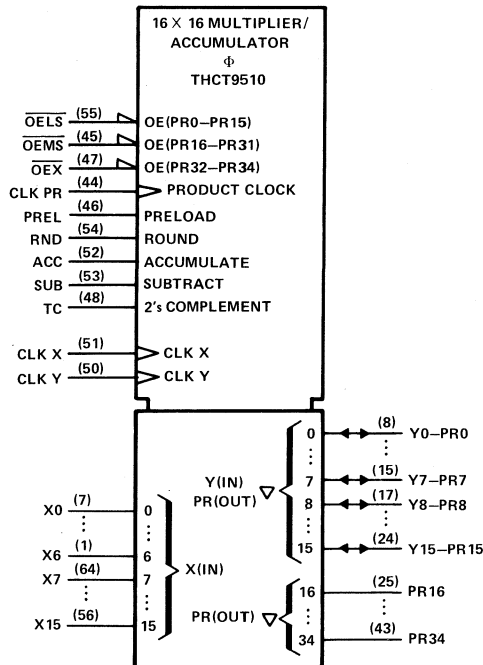 16 X 16 MULTIPLIER/
ACCUMULATOR
Φ
THCT9510
OELS (55) OE(PR0–PR15)
OEMS (45) OE(PR16–PR31)
OEX (47) OE(PR32–PR34)
CLK PR (44) PRODUCT CLOCK
PREL (46) PRELOAD
RND (54) ROUND
ACC (52) ACCUMULATE
SUB (53) SUBTRACT
TC (48) 2's COMPLEMENT
CLK X (51) CLK X
CLK Y (50) CLK Y
0 (8) Y0–PR0
Y(IN) 7 (15) Y7–PR7
PR(OUT) 8 (17) Y8–PR8
15 (24) Y15–PR15
X0 (7) 0
X6 (1) 6
X7 (64) 7
X(IN)
X15 (56) 15
16 (25) PR16
PR(OUT)
34 (43) PR34